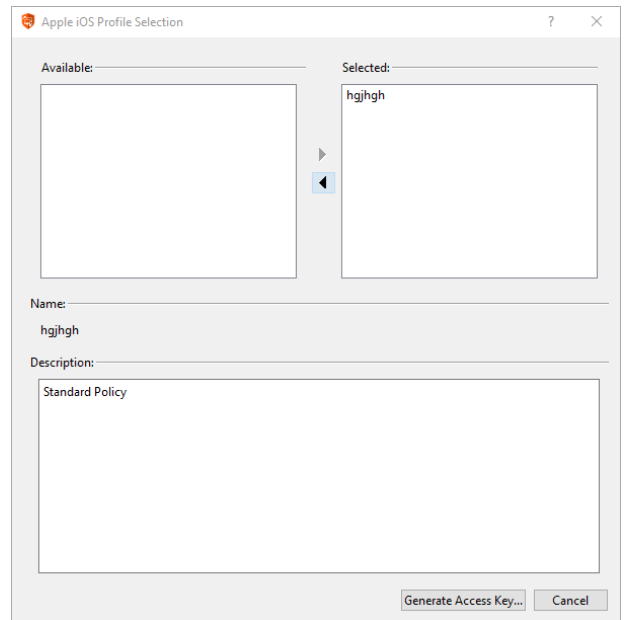 Apple iOS Profile Selection
Available:
Selected:
hgjhgh
Name:
hgjhgh
Description:
Standard Policy
Generate Access Key...
Cancel